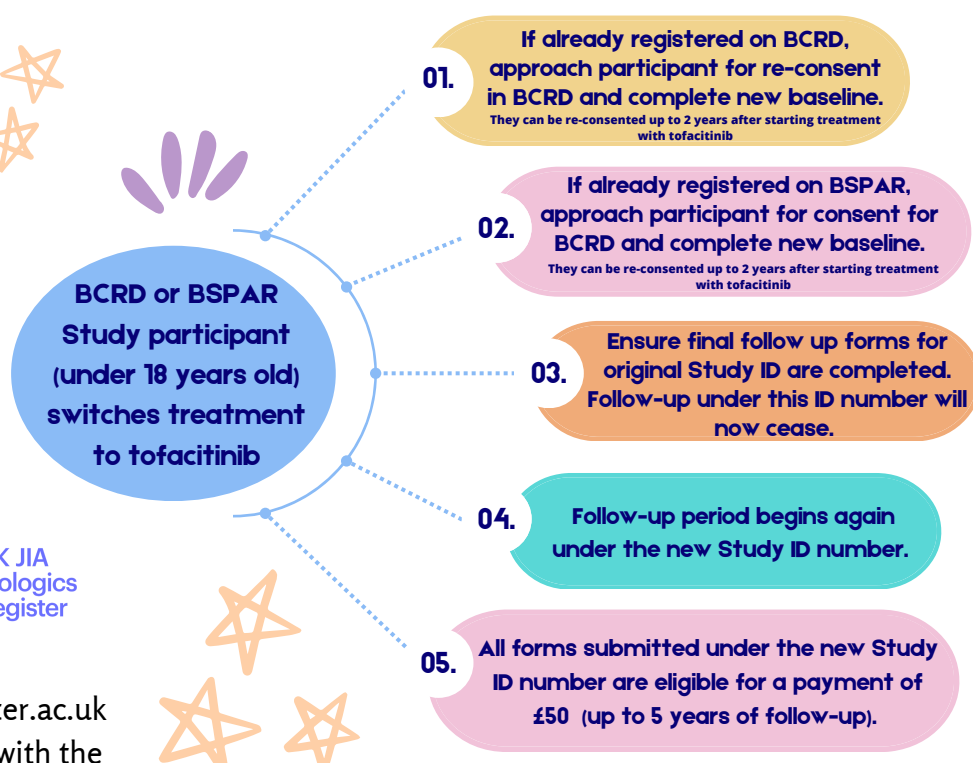 01.
If already registered on BCRD,
approach participant for re-consent
in BCRD and complete new baseline.
They can be re-consented up to 2 years after starting treatment
with tofacitinib
02.
If already registered on BSPAR,
approach participant for consent for
BCRD and complete new baseline.
They can be re-consented up to 2 years after starting treatment
with tofacitinib
BCRD or BSPAR
Study participant
(under 18 years old)
switches treatment
to tofacitinib
03.
Ensure final follow up forms for
original Study ID are completed.
Follow-up under this ID number will
now cease.
04.
Follow-up period begins again
under the new Study ID number.
K JIA
ologics
egister
05.
All forms submitted under the new Study
ID number are eligible for a payment of
£50 (up to 5 years of follow-up).
ter.ac.uk
with the